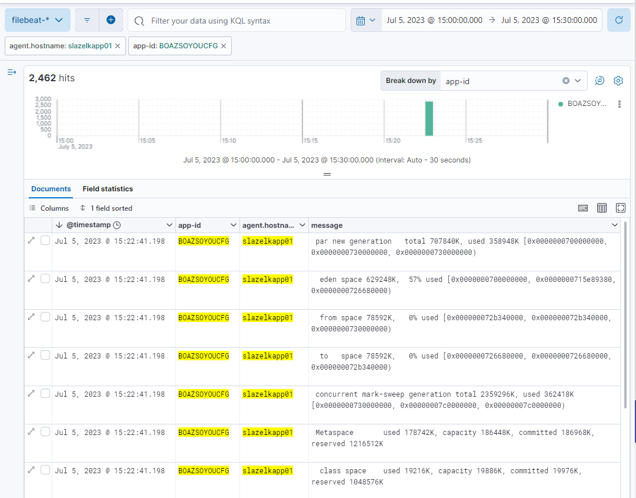 filebeat-*
Filter your data using KQL syntax
Jul 5, 2023 @ 15:00:00.000 → Jul 5, 2023 @ 15:30:00.000
agent.hostname: slazelkapp01 × app-id: BOAZSOYOUCFG ×
2,462 hits
Break down by app-id
3,000
2,500
2,000
1,500
1,000
500
0
15:00 15:05 15:10 15:15 15:20 15:25
July 5, 2023
BOAZSOY...
Jul 5, 2023 @ 15:00:00.000 - Jul 5, 2023 @ 15:30:00.000 (interval: Auto - 30 seconds)
Documents Field statistics
Columns 1 field sorted
@timestamp app-id agent.hostna... message
Jul 5, 2023 @ 15:22:41.198 BOAZSOYOUCFG slazelkapp01 par new generation total 707840K, used 358948K [0x0000000700000000,
0x0000000730000000, 0x0000000730000000)
Jul 5, 2023 @ 15:22:41.198 BOAZSOYOUCFG slazelkapp01 eden space 629248K, 57% used [0x0000000700000000, 0x0000000715e89380,
0x0000000726680000)
Jul 5, 2023 @ 15:22:41.198 BOAZSOYOUCFG slazelkapp01 from space 78592K, 0% used [0x000000072b340000, 0x000000072b340000,
0x0000000730000000)
Jul 5, 2023 @ 15:22:41.198 BOAZSOYOUCFG slazelkapp01 to space 78592K, 0% used [0x0000000726680000, 0x0000000726680000,
0x000000072b340000)
Jul 5, 2023 @ 15:22:41.198 BOAZSOYOUCFG slazelkapp01 concurrent mark-sweep generation total 2359296K, used 362418K
[0x0000000730000000, 0x00000007c0000000, 0x00000007c0000000)
Jul 5, 2023 @ 15:22:41.198 BOAZSOYOUCFG slazelkapp01 Metaspace used 178742K, capacity 186448K, committed 186968K,
reserved 1216512K
Jul 5, 2023 @ 15:22:41.198 BOAZSOYOUCFG slazelkapp01 class space used 19216K, capacity 19886K, committed 19976K,
reserved 1048576K